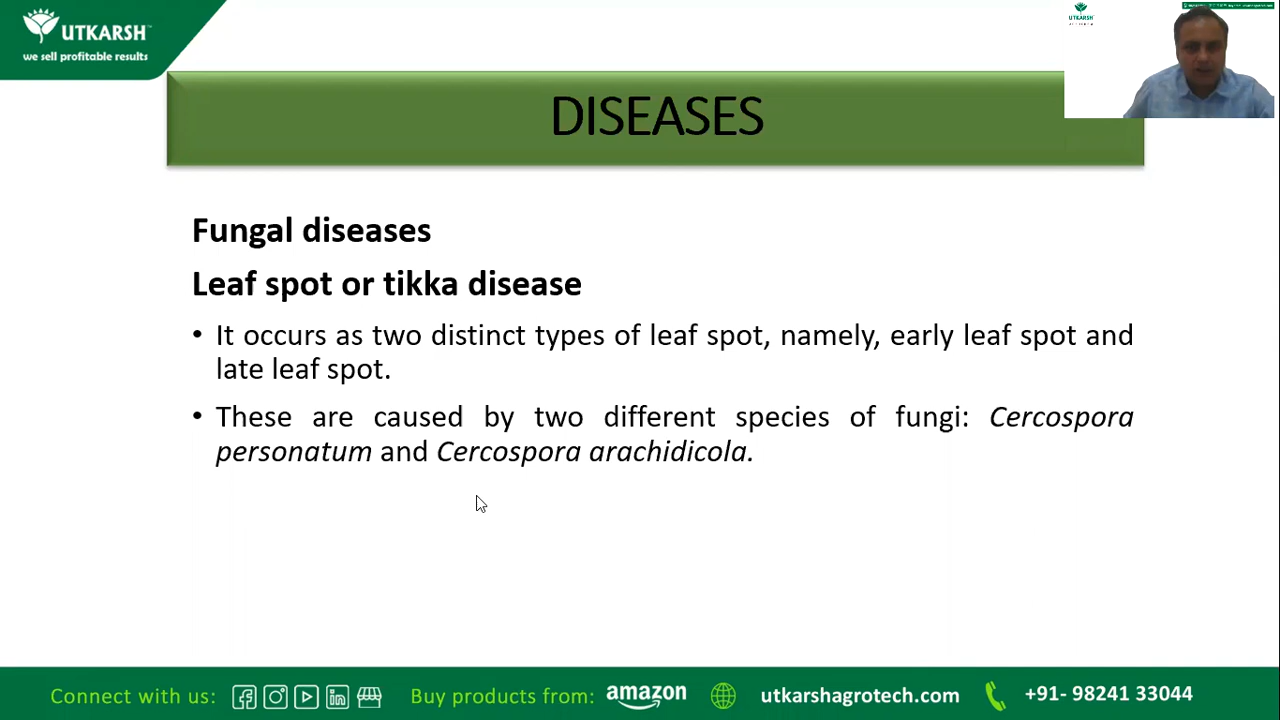 UTKARSH
we sell profitable results
UTKARSH
DISEASES
Fungal diseases
Leaf spot or tikka disease
• It occurs as two distinct types of leaf spot, namely, early leaf spot and
late leaf spot.
• These are caused by two different species of fungi: Cercospora
personatum and Cercospora arachidicola.
Connect with us:
Buy products from: amazon
utkarshagrotech.com
+91- 98241 33044